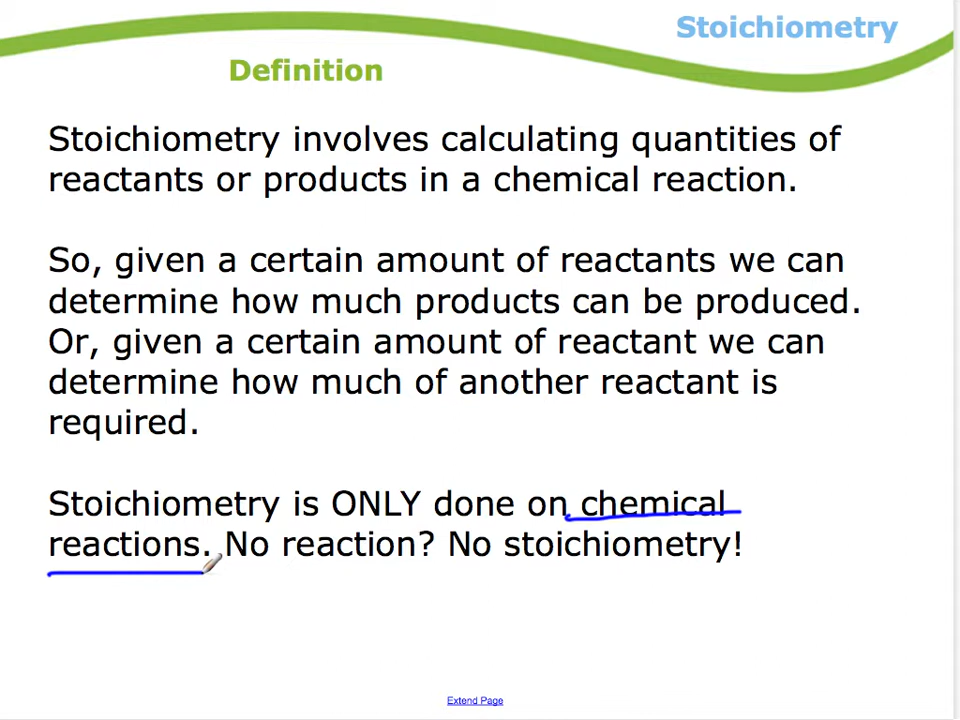 Stoichiometry
Definition
Stoichiometry involves calculating quantities of
reactants or products in a chemical reaction.
So, given a certain amount of reactants we can
determine how much products can be produced.
Or, given a certain amount of reactant we can
determine how much of another reactant is
required.
Stoichiometry is ONLY done on chemical
reactions. No reaction? No stoichiometry!
Extend Page